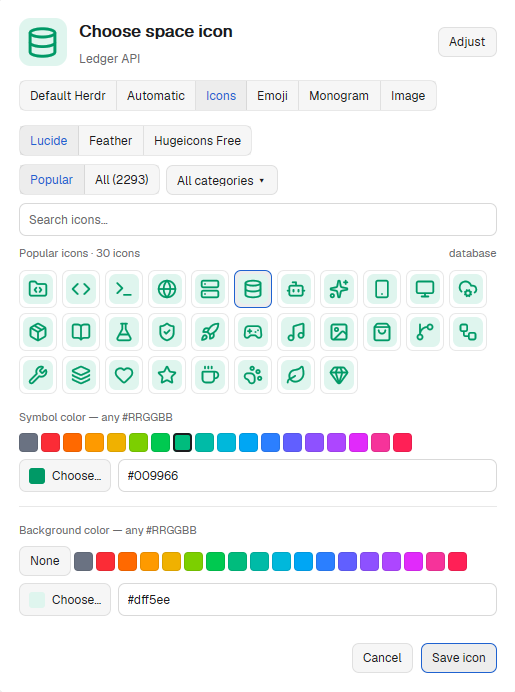 Choose space icon
Ledger API
Adjust
Default Herdr Automatic Icons Emoji Monogram Image
Lucide Feather Hugeicons Free
Popular All (2293) All categories
Search icons…
Popular icons · 30 icons database
Symbol color — any #RRGGBB
Choose… #009966
Background color — any #RRGGBB
None
Choose… #dff5ee
Cancel Save icon